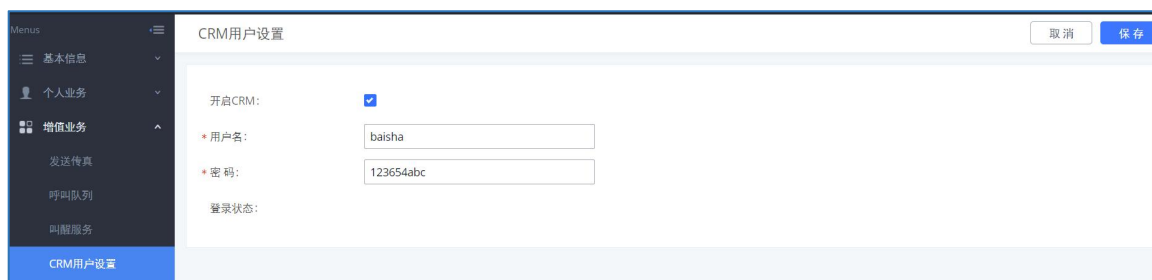 Menus
CRM用户设置
取消
保存
基本信息
个人业务
增值业务
发送传真
呼叫队列
叫醒服务
CRM用户设置
开启CRM：
* 用户名： baisha
* 密 码： 123654abc
登录状态：